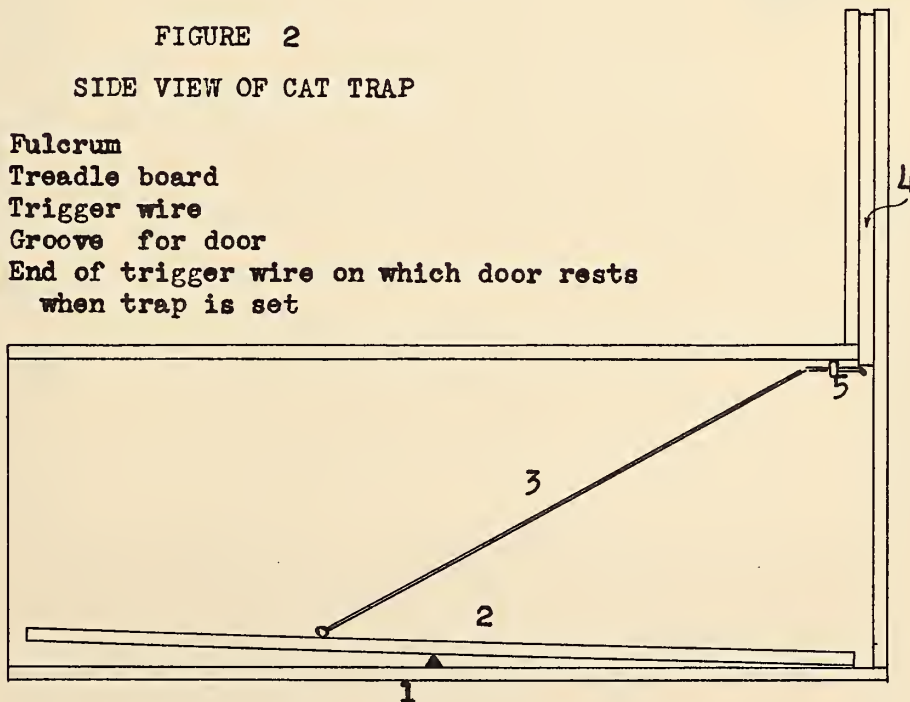 FIGURE 2
SIDE VIEW OF CAT TRAP
Fulcrum
Treadle board
Trigger wire
Groove for door
End of trigger wire on which door rests
when trap is set
4
5
3
2
1